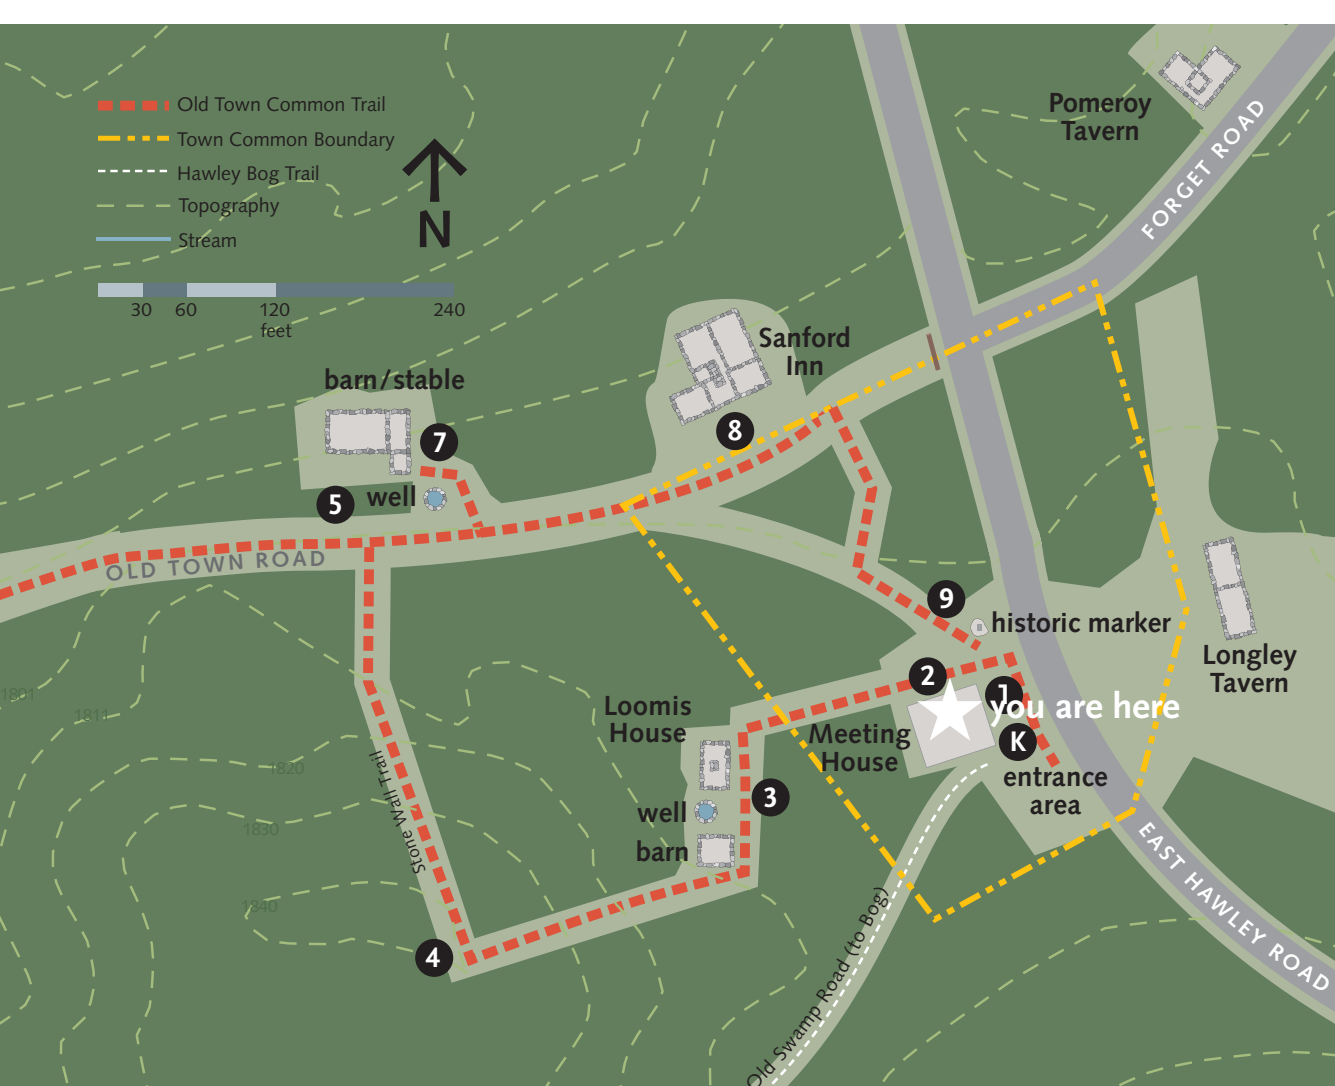 Old Town Common Trail
Town Common Boundary
Hawley Bog Trail
Topography
Stream
N
30 60 120 240
feet
Pomeroy
Tavern
FORGET ROAD
Sanford
Inn
barn/stable
7
8
5
well
OLD TOWN ROAD
9
historic marker
Longley
Tavern
2
1
you are here
K
Meeting
House
entrance
area
Loomis
House
3
well
barn
Stone Wall Trail
4
1801
1811
1820
1830
1840
Old Swamp Road (to Bog)
EAST HAWLEY ROAD